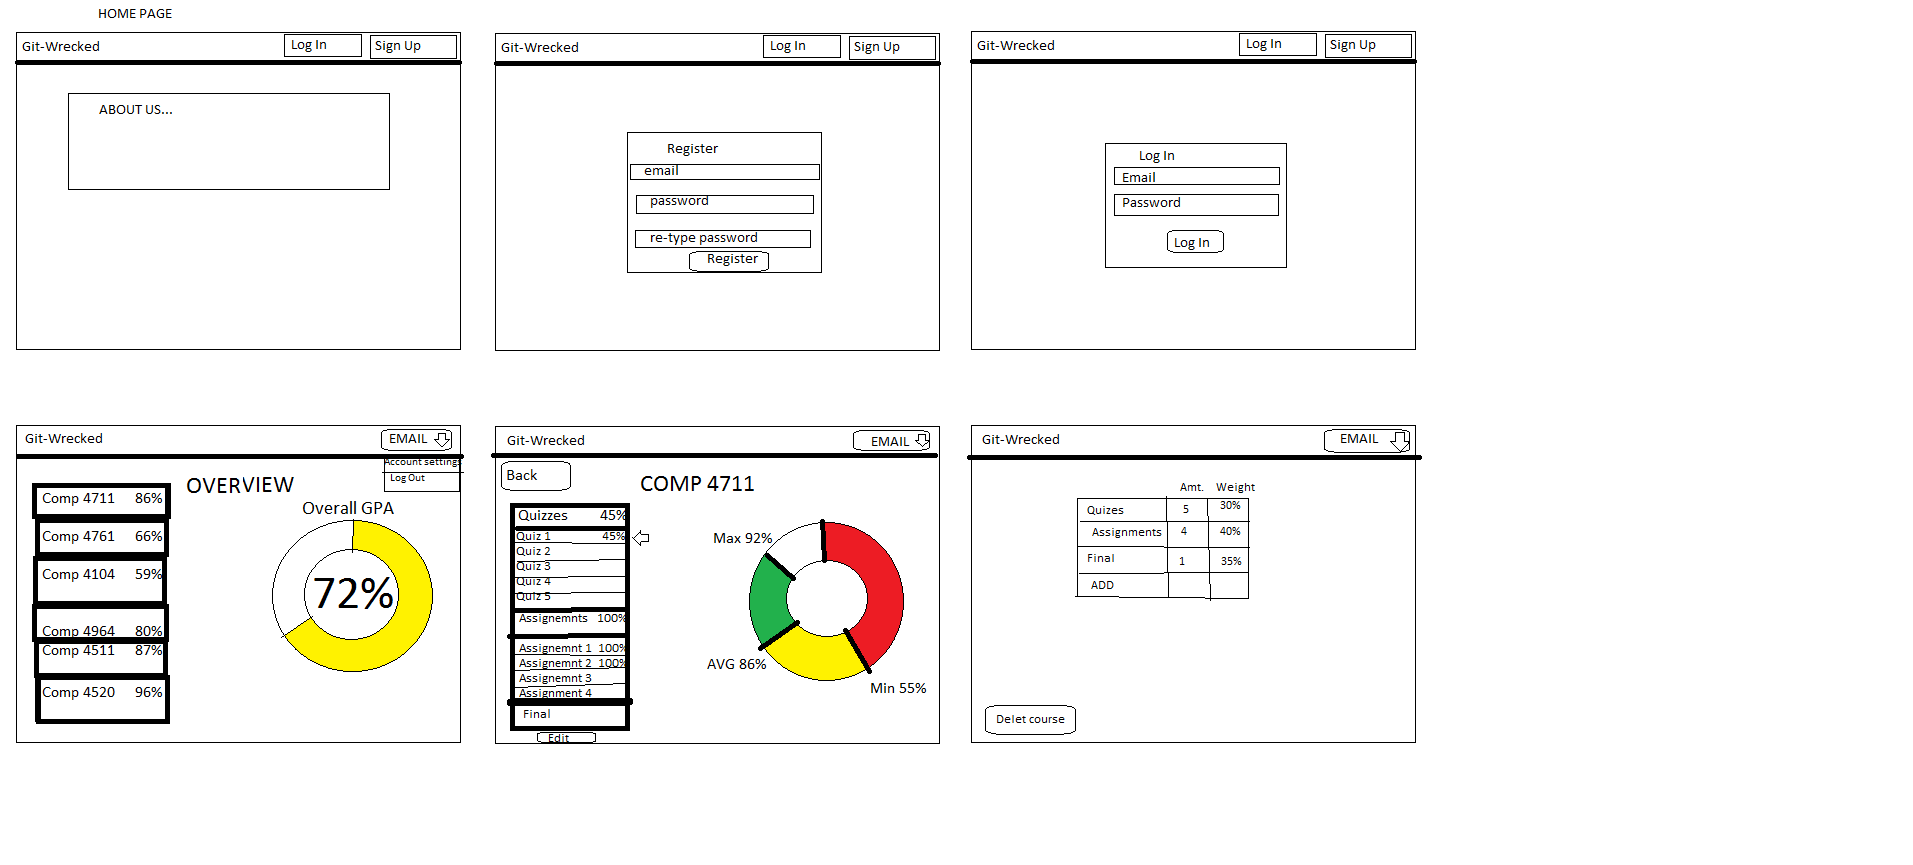 HOME PAGE
Git-Wrecked Log In Sign Up
ABOUT US...
Git-Wrecked Log In Sign Up
Register
email
password
re-type password
Register
Git-Wrecked Log In Sign Up
Log In
Email
Password
Log In
Git-Wrecked EMAIL
Account settings
Log Out
OVERVIEW
Comp 4711 86%
Comp 4761 66%
Comp 4104 59%
Comp 4964 80%
Comp 4511 87%
Comp 4520 96%
Overall GPA
72%
Git-Wrecked EMAIL
Back
COMP 4711
Quizzes 45%
Quiz 1 45%
Quiz 2
Quiz 3
Quiz 4
Quiz 5
Assignemnts 100%
Assignemnt 1 100%
Assignemnt 2 100%
Assignemnt 3
Assignment 4
Final
Edit
Max 92%
AVG 86%
Min 55%
Git-Wrecked EMAIL
Amt. Weight
Quizes 5 30%
Assignments 4 40%
Final 1 35%
ADD
Delet course